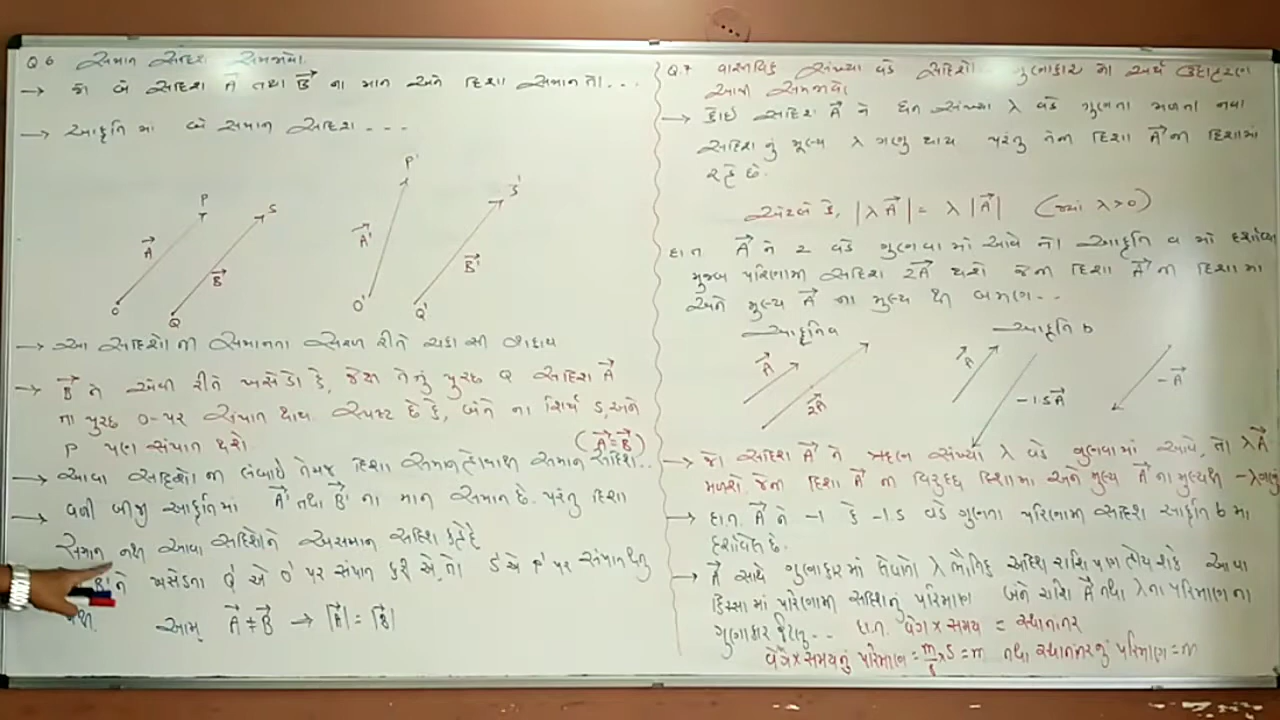 Q.6 સમાન સદિશ સમજાવો.
→ જો બે સદિશ A⃗ તથા B⃗ ના માન અને દિશા સમાન તો...
→ આકૃતિ માં બે સમાન સદિશ ---
P
S
A⃗
B⃗
O
Q
P'
S'
A⃗'
B⃗'
O'
Q'
→ આ સદિશો ની સમાનતા સરળ રીતે ચકાસી શકાય
→ B⃗ ને એવી રીતે ખસેડો કે, જેથી તેનું પુચ્છ Q સદિશ A⃗
ના પુચ્છ O-પર સંપાત થાય. સ્પષ્ટ છે કે, બંને ના શિર્ષ S, અને
P પણ સંપાત થશે. (A⃗=B⃗)
→ આવા સદિશો ની લંબાઈ તેમજ દિશા સમાન હોવાથી સમાન સદિશ..
→ વળી બીજી આકૃતિમાં A⃗' તથા B⃗' ના માન સમાન છે. પરંતુ દિશા
સમાન નથી આવા સદિશોને અસમાન સદિશ કહે છે
B⃗'ને ખસેડતા Q' એ O' પર સંપાત કરીએ તો S' એ P' પર સંપાત થતુ
નથી. આમ્ A⃗ ≠ B⃗ → |A⃗| = |B⃗|
Q.7 વાસ્તવિક સંખ્યા વડે સદિશો.. ગુણાકાર નો અર્થ ઉદાહરણ
આપી સમજાવો
→ કોઈ સદિશ A⃗ ને ધન સંખ્યા λ વડે ગુણતા મળતા નવા
સદિશ નું મૂલ્ય λ ગણુ થાય પરંતુ તેની દિશા A⃗ની દિશામાં
રહે છે.
એટલે કે, |λA⃗| = λ|A⃗| (જ્યાં λ>0)
દા.ત A⃗ ને 2 વડે ગુણવા માં આવે તો આકૃતિ a માં દર્શાવ્યા
મુજબ પરિણામી સદિશ 2A⃗ થશે જેની દિશા A⃗ ની દિશા માં
અને મુલ્ય A⃗ ના મુલ્ય થી બમણુ--
આકૃતિ a
આકૃતિ b
A⃗
2A⃗
A⃗
-1.5A⃗
-A⃗
→ જો સદિશ A⃗ ને ઋણ સંખ્યા λ વડે ગુણવામાં આવે, તો λA⃗
મળશે. જેની દિશા A⃗ ની વિરુદ્ધ દિશામાં અને મુલ્ય A⃗ ના મુલ્યથી -λગણુ
→ દા.ત. A⃗ ને -1 કે -1.5 વડે ગુણતા પરિણામી સદિશ આકૃતિ b માં
દર્શાવેલ છે.
→ A⃗ સાથે ગુણાકારમાં લેવાતો λ ભૌતિક અદિશ રાશિ પણ હોય શકે આવા
કિસ્સા માં પરિણામી સદિશનું પરિમાણ બંને રાશિ A⃗ તથા λ ના પરિમાણ ના
ગુણાકાર જેટલુ.. દા.ત. વેગ × સમય = સ્થાનાંતર
વેગ × સમયનું પરિમાણ = m/s × s = m તથા સ્થાનાંતરનું પરિમાણ = m